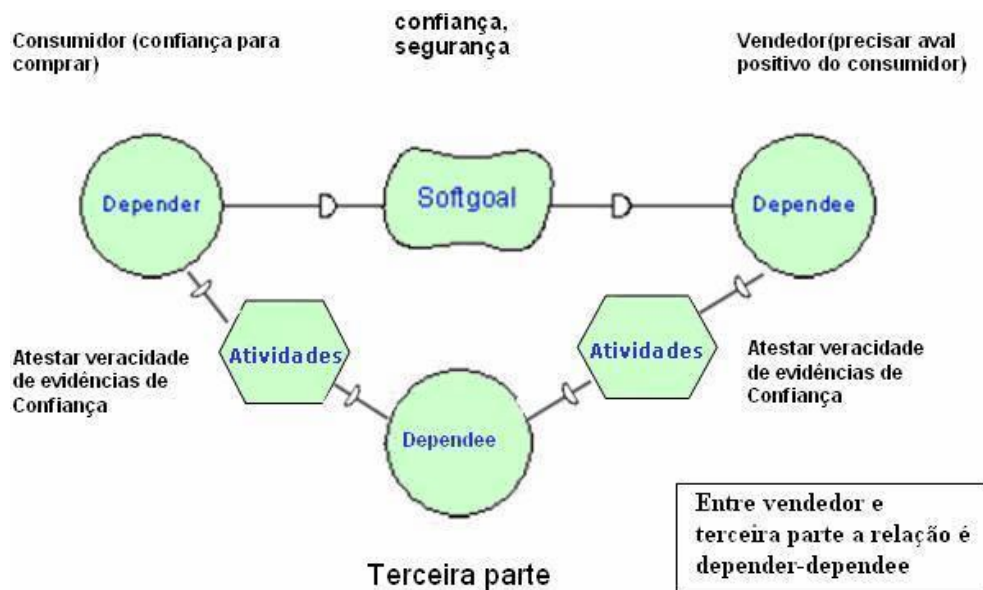 Consumidor (confiança para
comprar)
confiança,
segurança
Vendedor(precisar aval
positivo do consumidor)
Depender
Softgoal
Dependee
Atividades
Atividades
Atestar veracidade
de evidências de
Confiança
Atestar veracidade
de evidências de
Confiança
Dependee
Terceira parte
Entre vendedor e
terceira parte a relação é
depender-dependee